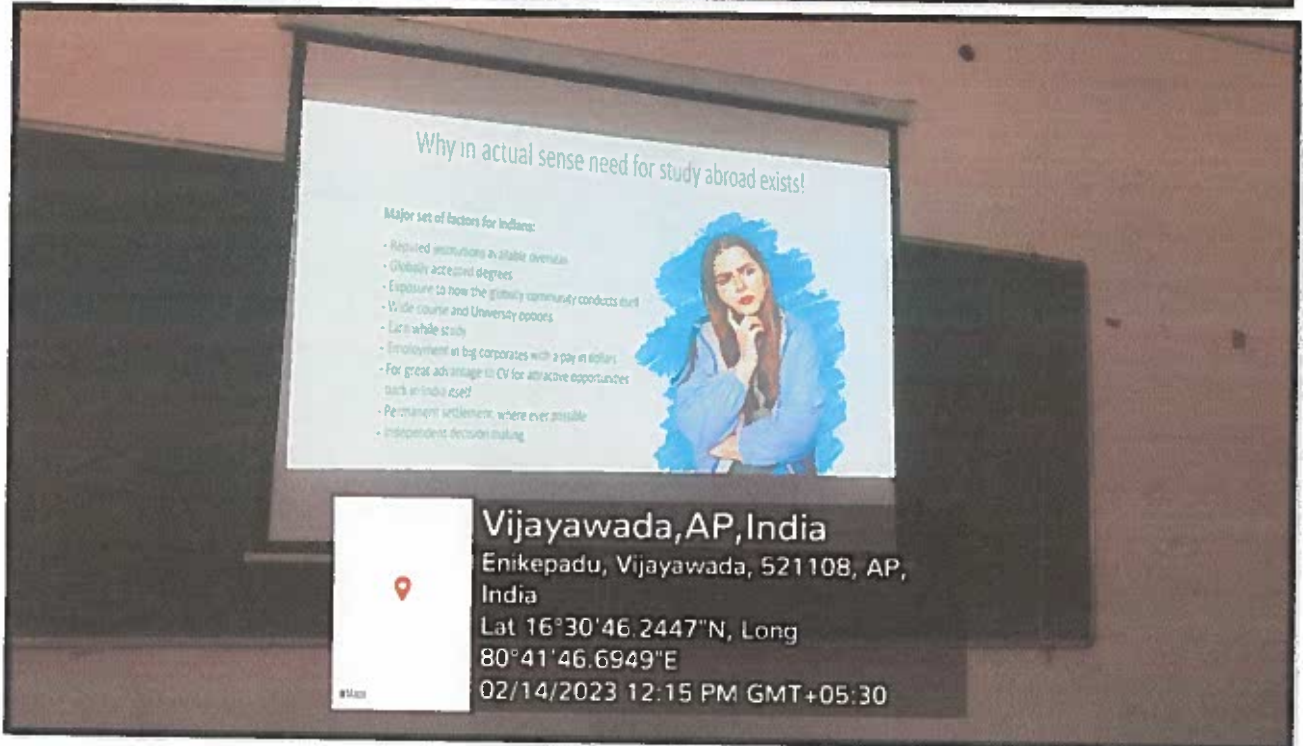 Why in actual sense need for study abroad exists!
Major set of factors for Indians:
- Reputed institutions available overseas
- Globally accepted degrees
- Exposure to how the globally community conducts itself
- Wide course and University options
- Earn while study
- Employment in big corporates with a pay in dollars
- For great advantage to CV for attractive opportunities
back in India itself
- Permanent settlement, where ever possible
- Independent decision making
Vijayawada,AP,India
Enikepadu, Vijayawada, 521108, AP,
India
Lat 16°30'46.2447"N, Long
80°41'46.6949"E
02/14/2023 12:15 PM GMT+05:30